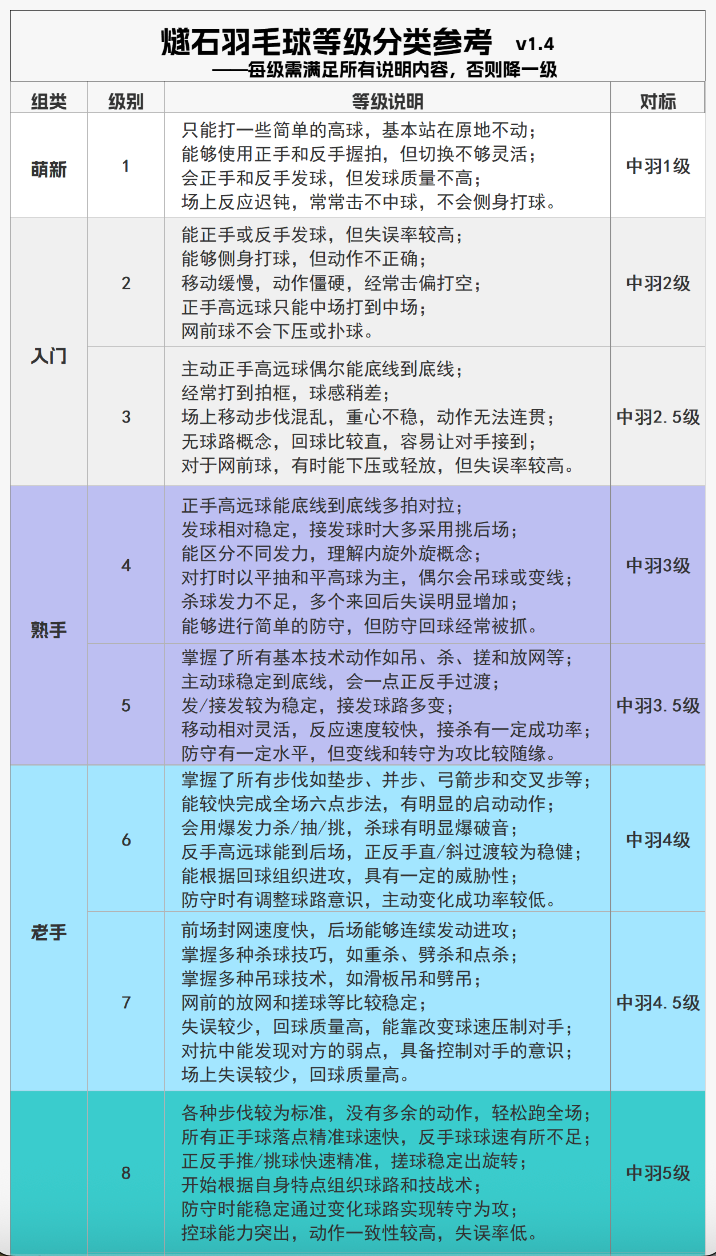 燧石羽毛球等级分类参考 v1.4
——每级需满足所有说明内容，否则降一级
组类 级别 等级说明 对标
萌新 1 中羽1级
只能打一些简单的高球，基本站在原地不动；
能够使用正手和反手握拍，但切换不够灵活；
会正手和反手发球，但发球质量不高；
场上反应迟钝，常常击不中球，不会侧身打球。
入门
2 中羽2级
能正手或反手发球，但失误率较高；
能够侧身打球，但动作不正确；
移动缓慢，动作僵硬，经常击偏打空；
正手高远球只能中场打到中场；
网前球不会下压或扑球。
3 中羽2.5级
主动正手高远球偶尔能底线到底线；
经常打到拍框，球感稍差；
场上移动步伐混乱，重心不稳，动作无法连贯；
无球路概念，回球比较直，容易让对手接到；
对于网前球，有时能下压或轻放，但失误率较高。
熟手
4 中羽3级
正手高远球能底线到底线多拍对拉；
发球相对稳定，接发球时大多采用挑后场；
能区分不同发力，理解内旋外旋概念；
对打时以平抽和平高球为主，偶尔会吊球或变线；
杀球发力不足，多个来回后失误明显增加；
能够进行简单的防守，但防守回球经常被抓。
5 中羽3.5级
掌握了所有基本技术动作如吊、杀、搓和放网等；
主动球稳定到底线，会一点正反手过渡；
发/接发较为稳定，接发球路多变；
移动相对灵活，反应速度较快，接杀有一定成功率；
防守有一定水平，但变线和转守为攻比较随缘。
老手
6 中羽4级
掌握了所有步伐如垫步、并步、弓箭步和交叉步等；
能较快完成全场六点步法，有明显的启动动作；
会用爆发力杀/抽/挑，杀球有明显爆破音；
反手高远球能到后场，正反手直/斜过渡较为稳健；
能根据回球组织进攻，具有一定的威胁性；
防守时有调整球路意识，主动变化成功率较低。
7 中羽4.5级
前场封网速度快，后场能够连续发动进攻；
掌握多种杀球技巧，如重杀、劈杀和点杀；
掌握多种吊球技术，如滑板吊和劈吊；
网前的放网和搓球等比较稳定；
失误较少，回球质量高，能靠改变球速压制对手；
对抗中能发现对方的弱点，具备控制对手的意识；
场上失误较少，回球质量高。
8 中羽5级
各种步伐较为标准，没有多余的动作，轻松跑全场；
所有正手球落点精准球速快，反手球球速有所不足；
正反手推/挑球快速精准，搓球稳定出旋转；
开始根据自身特点组织球路和技战术；
防守时能稳定通过变化球路实现转守为攻；
控球能力突出，动作一致性较高，失误率低。